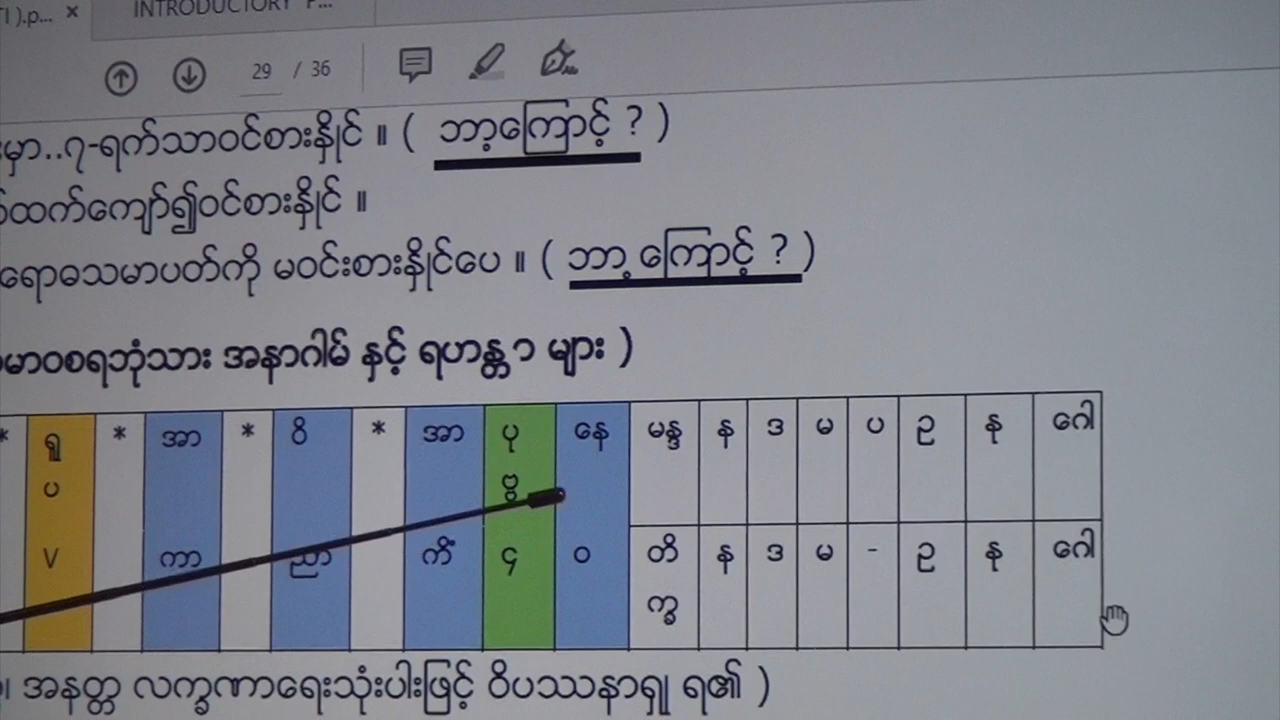 TI ).p... × INTRODUCTORY P...
29 / 36
းမှာ..၇-ရက်သာဝင်စားနိုင် ။ ( ဘာ့ကြောင့် ? )
ထက်ကျော်၍ဝင်စားနိုင် ။
ရောဓသမာပတ်ကို မဝင်းစားနိုင်ပေ ။ ( ဘာ့ ကြောင့် ? )
မာဝစရဘုံသား အနာဂါမ် နှင့် ရဟန္တာ များ )
* ရူ * အာ * ဝိ * အာ ပု နေ မန္ဒ န ဒ မ ပ ဥ နု ဂေါ
ပ ဗ္ဗ
V ကာ ညာ ကိံ ၄ ဝ တိ န ဒ မ - ဥ နု ဂေါ
က္ခ
၊ အနတ္တ လက္ခဏာရေးသုံးပါးဖြင့် ဝိပဿနာရှု ရ၏ )